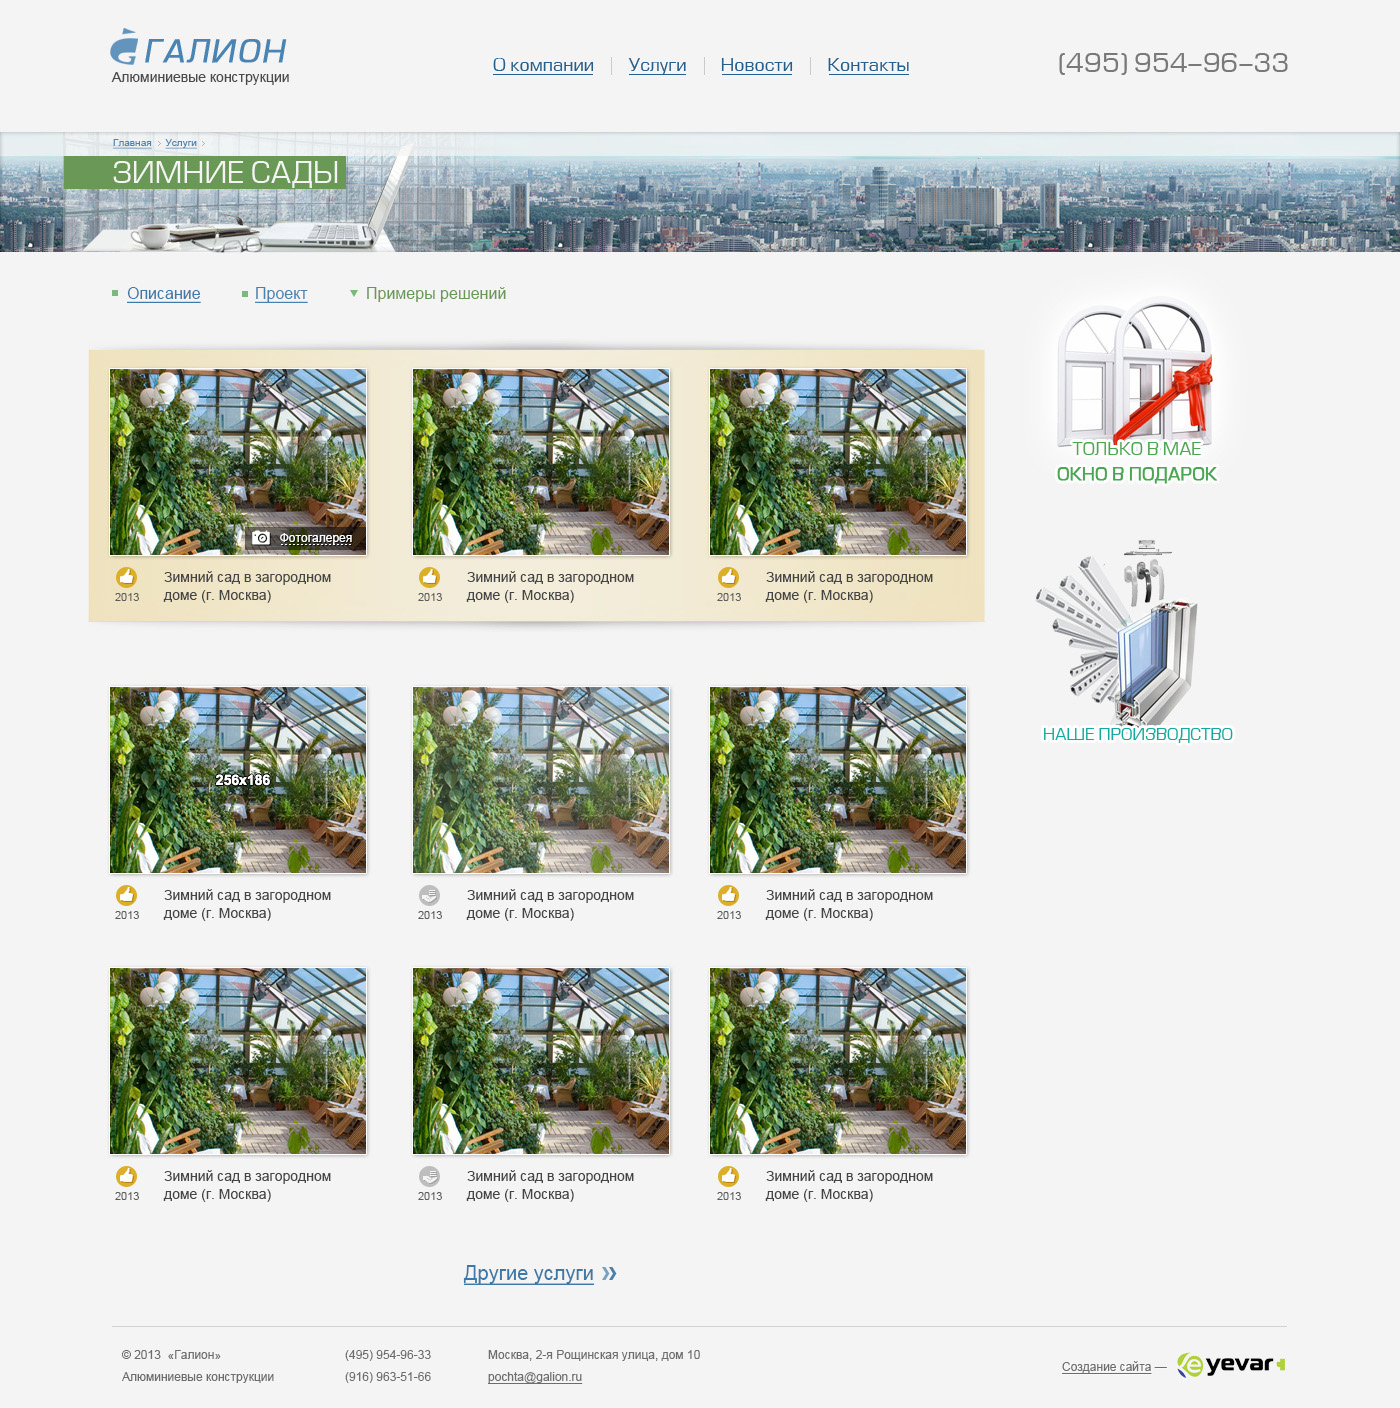 ГАЛИОН
Алюминиевые конструкции
О компании
Услуги
Новости
Контакты
(495) 954–96–33
Главная
Услуги
ЗИМНИЕ САДЫ
Описание
Проект
Примеры решений
Фотогалерея
2013
Зимний сад в загородном
доме (г. Москва)
2013
Зимний сад в загородном
доме (г. Москва)
2013
Зимний сад в загородном
доме (г. Москва)
ТОЛЬКО В МАЕ
ОКНО В ПОДАРОК
НАШЕ ПРОИЗВОДСТВО
256x186
2013
Зимний сад в загородном
доме (г. Москва)
2013
Зимний сад в загородном
доме (г. Москва)
2013
Зимний сад в загородном
доме (г. Москва)
2013
Зимний сад в загородном
доме (г. Москва)
2013
Зимний сад в загородном
доме (г. Москва)
2013
Зимний сад в загородном
доме (г. Москва)
Другие услуги »
© 2013 «Галион»
Алюминиевые конструкции
(495) 954-96-33
(916) 963-51-66
Москва, 2-я Рощинская улица, дом 10
pochta@galion.ru
Создание сайта —
yevar